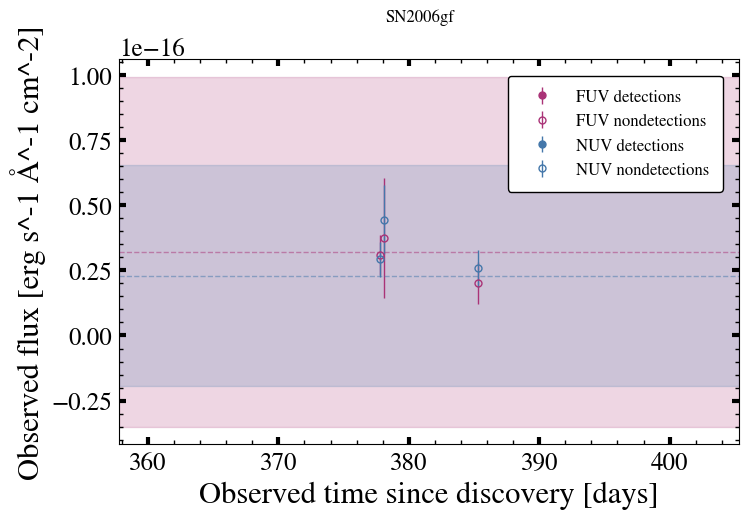 SN2006gf
1e−16
1.00
0.75
0.50
0.25
0.00
−0.25
Observed flux [erg s^-1 Å^-1 cm^-2]
FUV detections
FUV nondetections
NUV detections
NUV nondetections
360
370
380
390
400
Observed time since discovery [days]